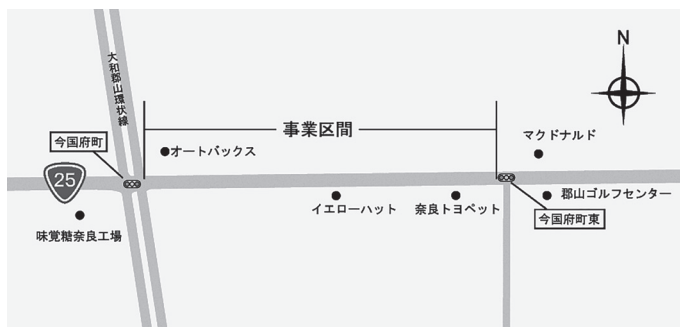 N
大和郡山環状線
事業区間
マクドナルド
今国府町
オートバックス
25
郡山ゴルフセンター
イエローハット
奈良トヨペット
今国府町東
味覚糖奈良工場